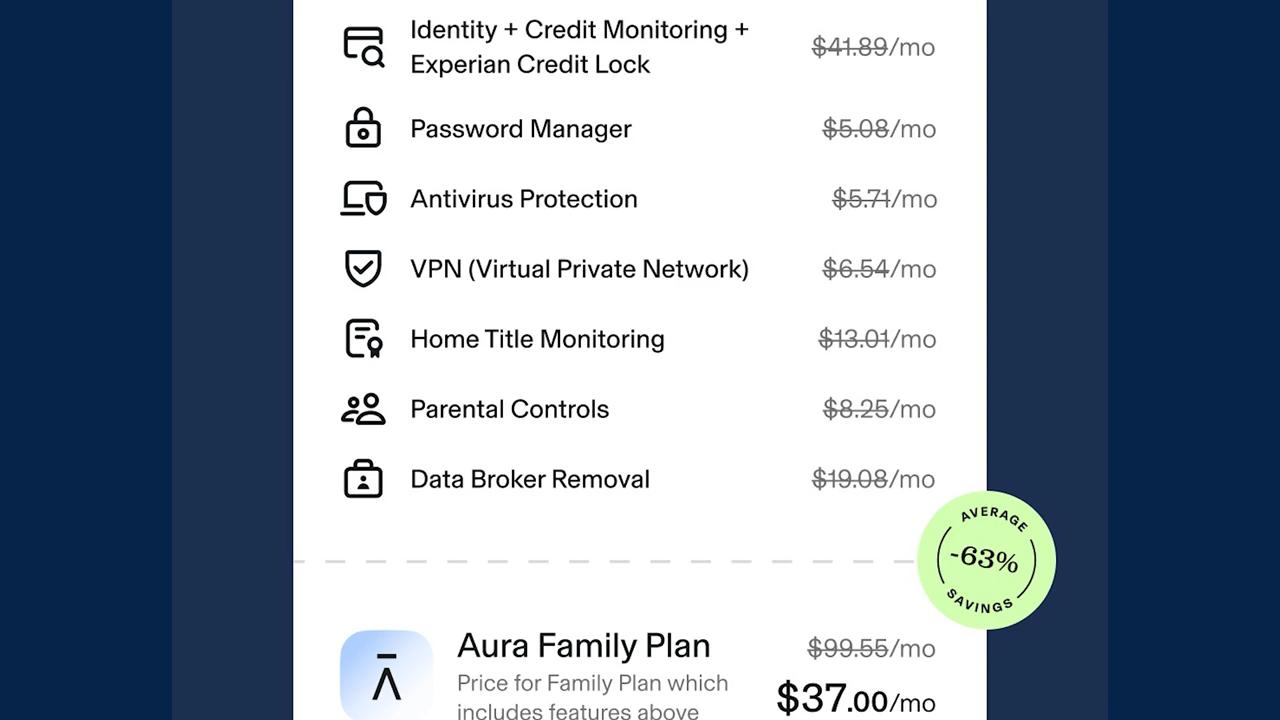 Identity + Credit Monitoring +
Experian Credit Lock
$41.89/mo
Password Manager
$5.08/mo
Antivirus Protection
$5.71/mo
VPN (Virtual Private Network)
$6.54/mo
Home Title Monitoring
$13.01/mo
Parental Controls
$8.25/mo
Data Broker Removal
$19.08/mo
AVERAGE
-63%
SAVINGS
Aura Family Plan
$99.55/mo
Price for Family Plan which
includes features above
$37.00/mo